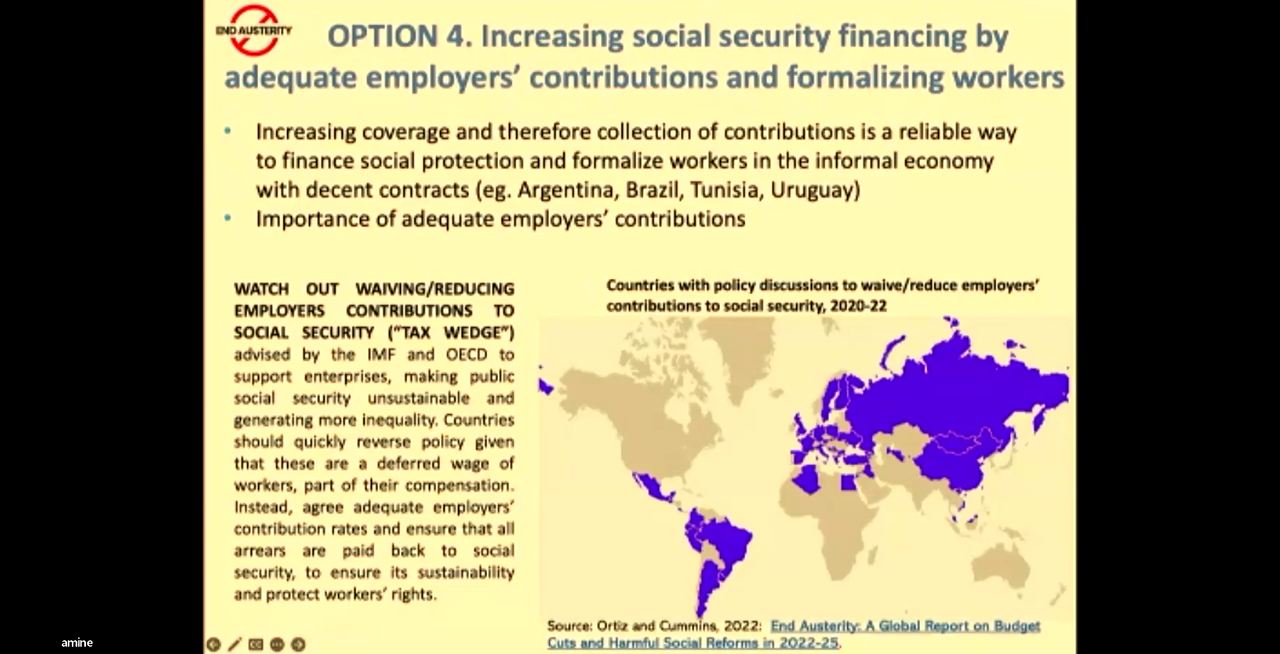 END AUSTERITY
OPTION 4. Increasing social security financing by
adequate employers’ contributions and formalizing workers
• Increasing coverage and therefore collection of contributions is a reliable way
to finance social protection and formalize workers in the informal economy
with decent contracts (eg. Argentina, Brazil, Tunisia, Uruguay)
• Importance of adequate employers’ contributions
WATCH OUT WAIVING/REDUCING
EMPLOYERS CONTRIBUTIONS TO
SOCIAL SECURITY (“TAX WEDGE”)
advised by the IMF and OECD to
support enterprises, making public
social security unsustainable and
generating more inequality. Countries
should quickly reverse policy given
that these are a deferred wage of
workers, part of their compensation.
Instead, agree adequate employers’
contribution rates and ensure that all
arrears are paid back to social
security, to ensure its sustainability
and protect workers’ rights.
Countries with policy discussions to waive/reduce employers’
contributions to social security, 2020-22
Source: Ortiz and Cummins, 2022: End Austerity: A Global Report on Budget
Cuts and Harmful Social Reforms in 2022-25.
amine